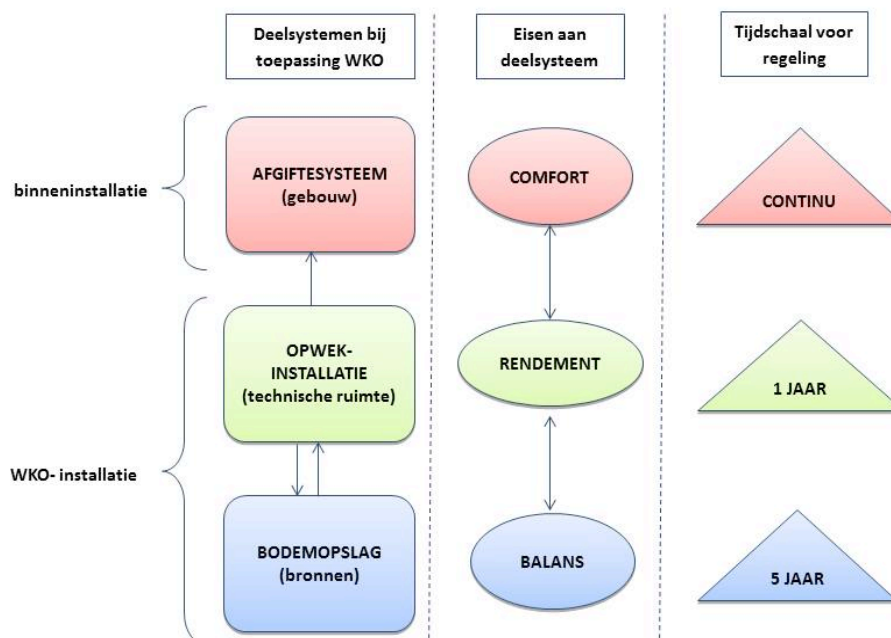 Deelsystemen bij
toepassing WKO
Eisen aan
deelsysteem
Tijdschaal voor
regeling
binneninstallatie
AFGIFTESYSTEEM
(gebouw)
COMFORT
CONTINU
OPWEK-
INSTALLATIE
(technische ruimte)
RENDEMENT
1 JAAR
WKO- installatie
BODEMOPSLAG
(bronnen)
BALANS
5 JAAR